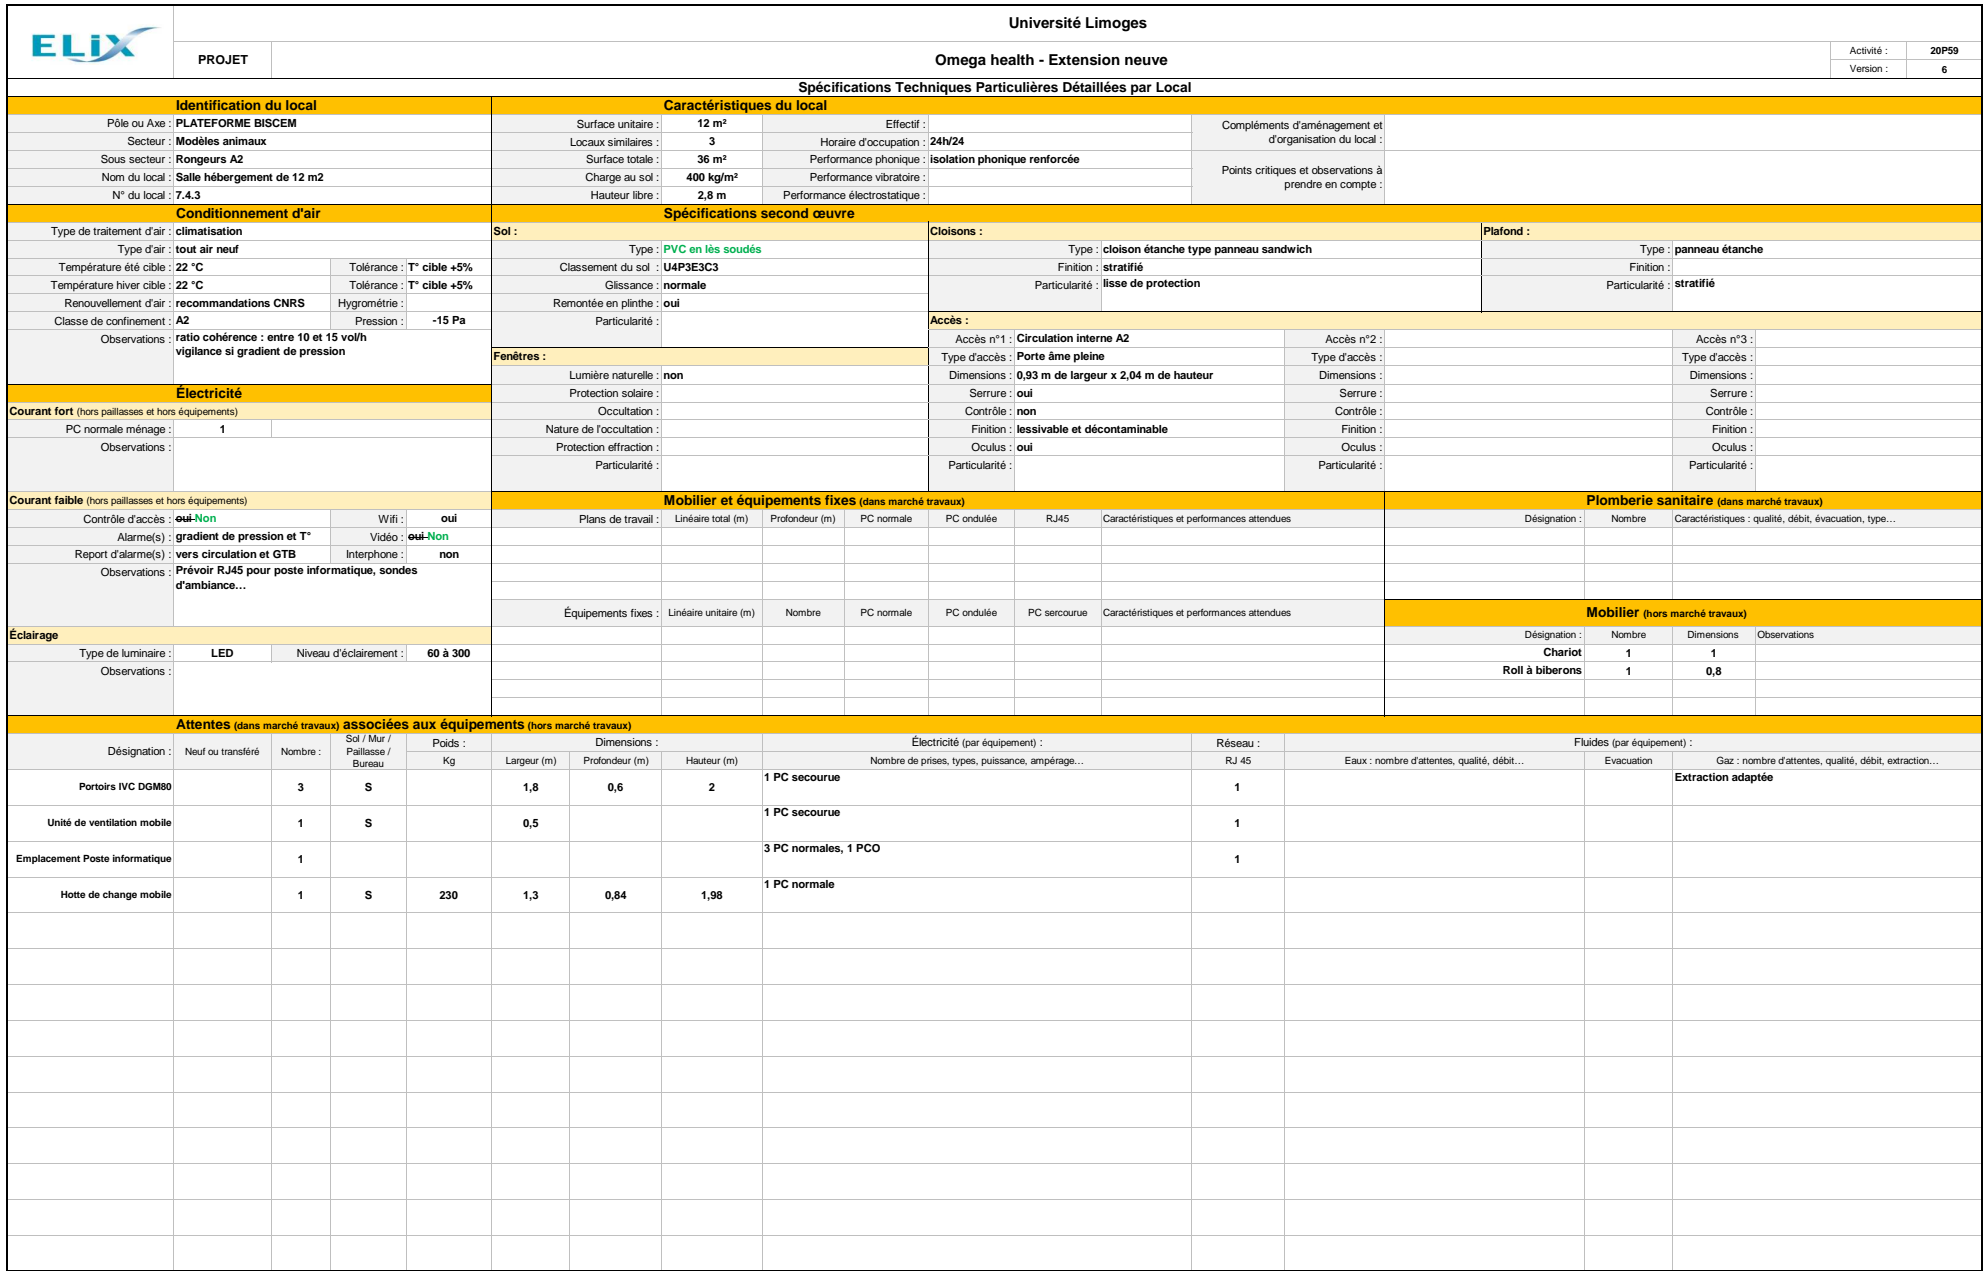 ELiX
Université Limoges
PROJET
Omega health - Extension neuve
Activité : 20P59
Version : 6
Spécifications Techniques Particulières Détaillées par Local
Identification du local
Pôle ou Axe : PLATEFORME BISCEM
Secteur : Modèles animaux
Sous secteur : Rongeurs A2
Nom du local : Salle hébergement de 12 m2
N° du local : 7.4.3
Caractéristiques du local
Surface unitaire : 12 m² Effectif :
Locaux similaires : 3 Horaire d'occupation : 24h/24
Surface totale : 36 m² Performance phonique : isolation phonique renforcée
Charge au sol : 400 kg/m² Performance vibratoire :
Hauteur libre : 2,8 m Performance électrostatique :
Compléments d'aménagement et
d'organisation du local :
Points critiques et observations à
prendre en compte :
Conditionnement d'air
Type de traitement d'air : climatisation
Type d'air : tout air neuf
Température été cible : 22 °C Tolérance : T° cible +5%
Température hiver cible : 22 °C Tolérance : T° cible +5%
Renouvellement d'air : recommandations CNRS Hygrométrie :
Classe de confinement : A2 Pression : -15 Pa
Observations : ratio cohérence : entre 10 et 15 vol/h
vigilance si gradient de pression
Spécifications second œuvre
Sol :
Type : PVC en lès soudés
Classement du sol : U4P3E3C3
Glissance : normale
Remontée en plinthe : oui
Particularité :
Cloisons :
Type : cloison étanche type panneau sandwich
Finition : stratifié
Particularité : lisse de protection
Plafond :
Type : panneau étanche
Finition :
Particularité : stratifié
Fenêtres :
Lumière naturelle : non
Protection solaire :
Occultation :
Nature de l'occultation :
Protection effraction :
Particularité :
Accès :
Accès n°1 : Circulation interne A2 Accès n°2 : Accès n°3 :
Type d'accès : Porte âme pleine Type d'accès : Type d'accès :
Dimensions : 0,93 m de largeur x 2,04 m de hauteur Dimensions : Dimensions :
Serrure : oui Serrure : Serrure :
Contrôle : non Contrôle : Contrôle :
Finition : lessivable et décontaminable Finition : Finition :
Oculus : oui Oculus : Oculus :
Particularité : Particularité : Particularité :
Électricité
Courant fort (hors paillasses et hors équipements)
PC normale ménage : 1
Observations :
Courant faible (hors paillasses et hors équipements)
Contrôle d'accès : oui Non Wifi : oui
Alarme(s) : gradient de pression et T° Vidéo : oui Non
Report d'alarme(s) : vers circulation et GTB Interphone : non
Observations : Prévoir RJ45 pour poste informatique, sondes
d'ambiance…
Éclairage
Type de luminaire : LED Niveau d'éclairement : 60 à 300
Observations :
Mobilier et équipements fixes (dans marché travaux)
Plans de travail : Linéaire total (m) Profondeur (m) PC normale PC ondulée RJ45 Caractéristiques et performances attendues
Équipements fixes : Linéaire unitaire (m) Nombre PC normale PC ondulée PC sercourue Caractéristiques et performances attendues
Plomberie sanitaire (dans marché travaux)
Désignation : Nombre Caractéristiques : qualité, débit, évacuation, type…
Mobilier (hors marché travaux)
Désignation : Nombre Dimensions Observations
Chariot 1 1
Roll à biberons 1 0,8
Attentes (dans marché travaux) associées aux équipements (hors marché travaux)
Désignation : Neuf ou transféré Nombre : Sol / Mur / Paillasse / Bureau Poids : Dimensions : Électricité (par équipement) : Réseau : Fluides (par équipement) :
Kg Largeur (m) Profondeur (m) Hauteur (m) Nombre de prises, types, puissance, ampérage… RJ 45 Eaux : nombre d'attentes, qualité, débit… Evacuation Gaz : nombre d'attentes, qualité, débit, extraction…
Portoirs IVC DGM80 3 S 1,8 0,6 2 1 PC secourue 1 Extraction adaptée
Unité de ventilation mobile 1 S 0,5 1 PC secourue 1
Emplacement Poste informatique 1 3 PC normales, 1 PCO 1
Hotte de change mobile 1 S 230 1,3 0,84 1,98 1 PC normale